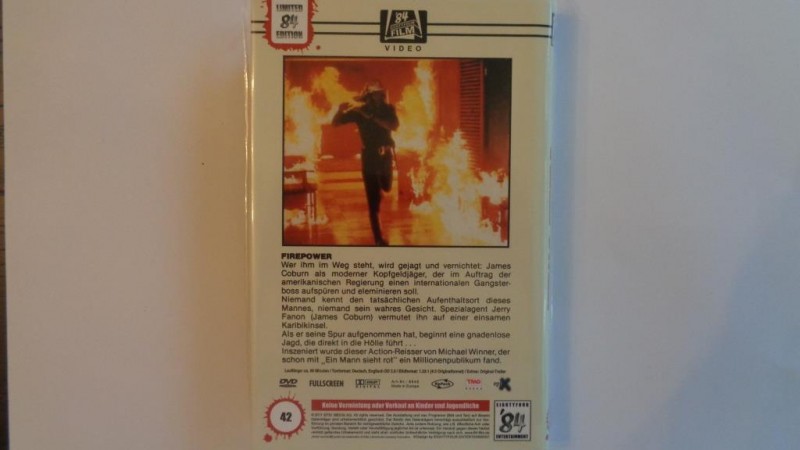 LIMITED
84
EDITION
'84
FILM
VIDEO
FIREPOWER
Wer ihm im Weg steht, wird gejagt und vernichtet: James
Coburn als moderner Kopfgeldjäger, der im Auftrag der
amerikanischen Regierung einen internationalen Gangster-
boss aufspüren und eleminieren soll.
Niemand kennt den tatsächlichen Aufenthaltsort dieses
Mannes, niemand sein wahres Gesicht. Spezialagent Jerry
Fanon (James Coburn) vermutet ihn auf einer einsamen
Karibikinsel.
Als er seine Spur aufgenommen hat, beginnt eine gnadenlose
Jagd, die direkt in die Hölle führt . . .
Inszeniert wurde dieser Action-Reisser von Michael Winner, der
schon mit „Ein Mann sieht rot" ein Millionenpublikum fand.
DVD FULLSCREEN DOLBY
42
Keine Vermietung oder Verkauf an Kinder und Jugendliche
EIGHTYFOUR
'84
ENTERTAINMENT